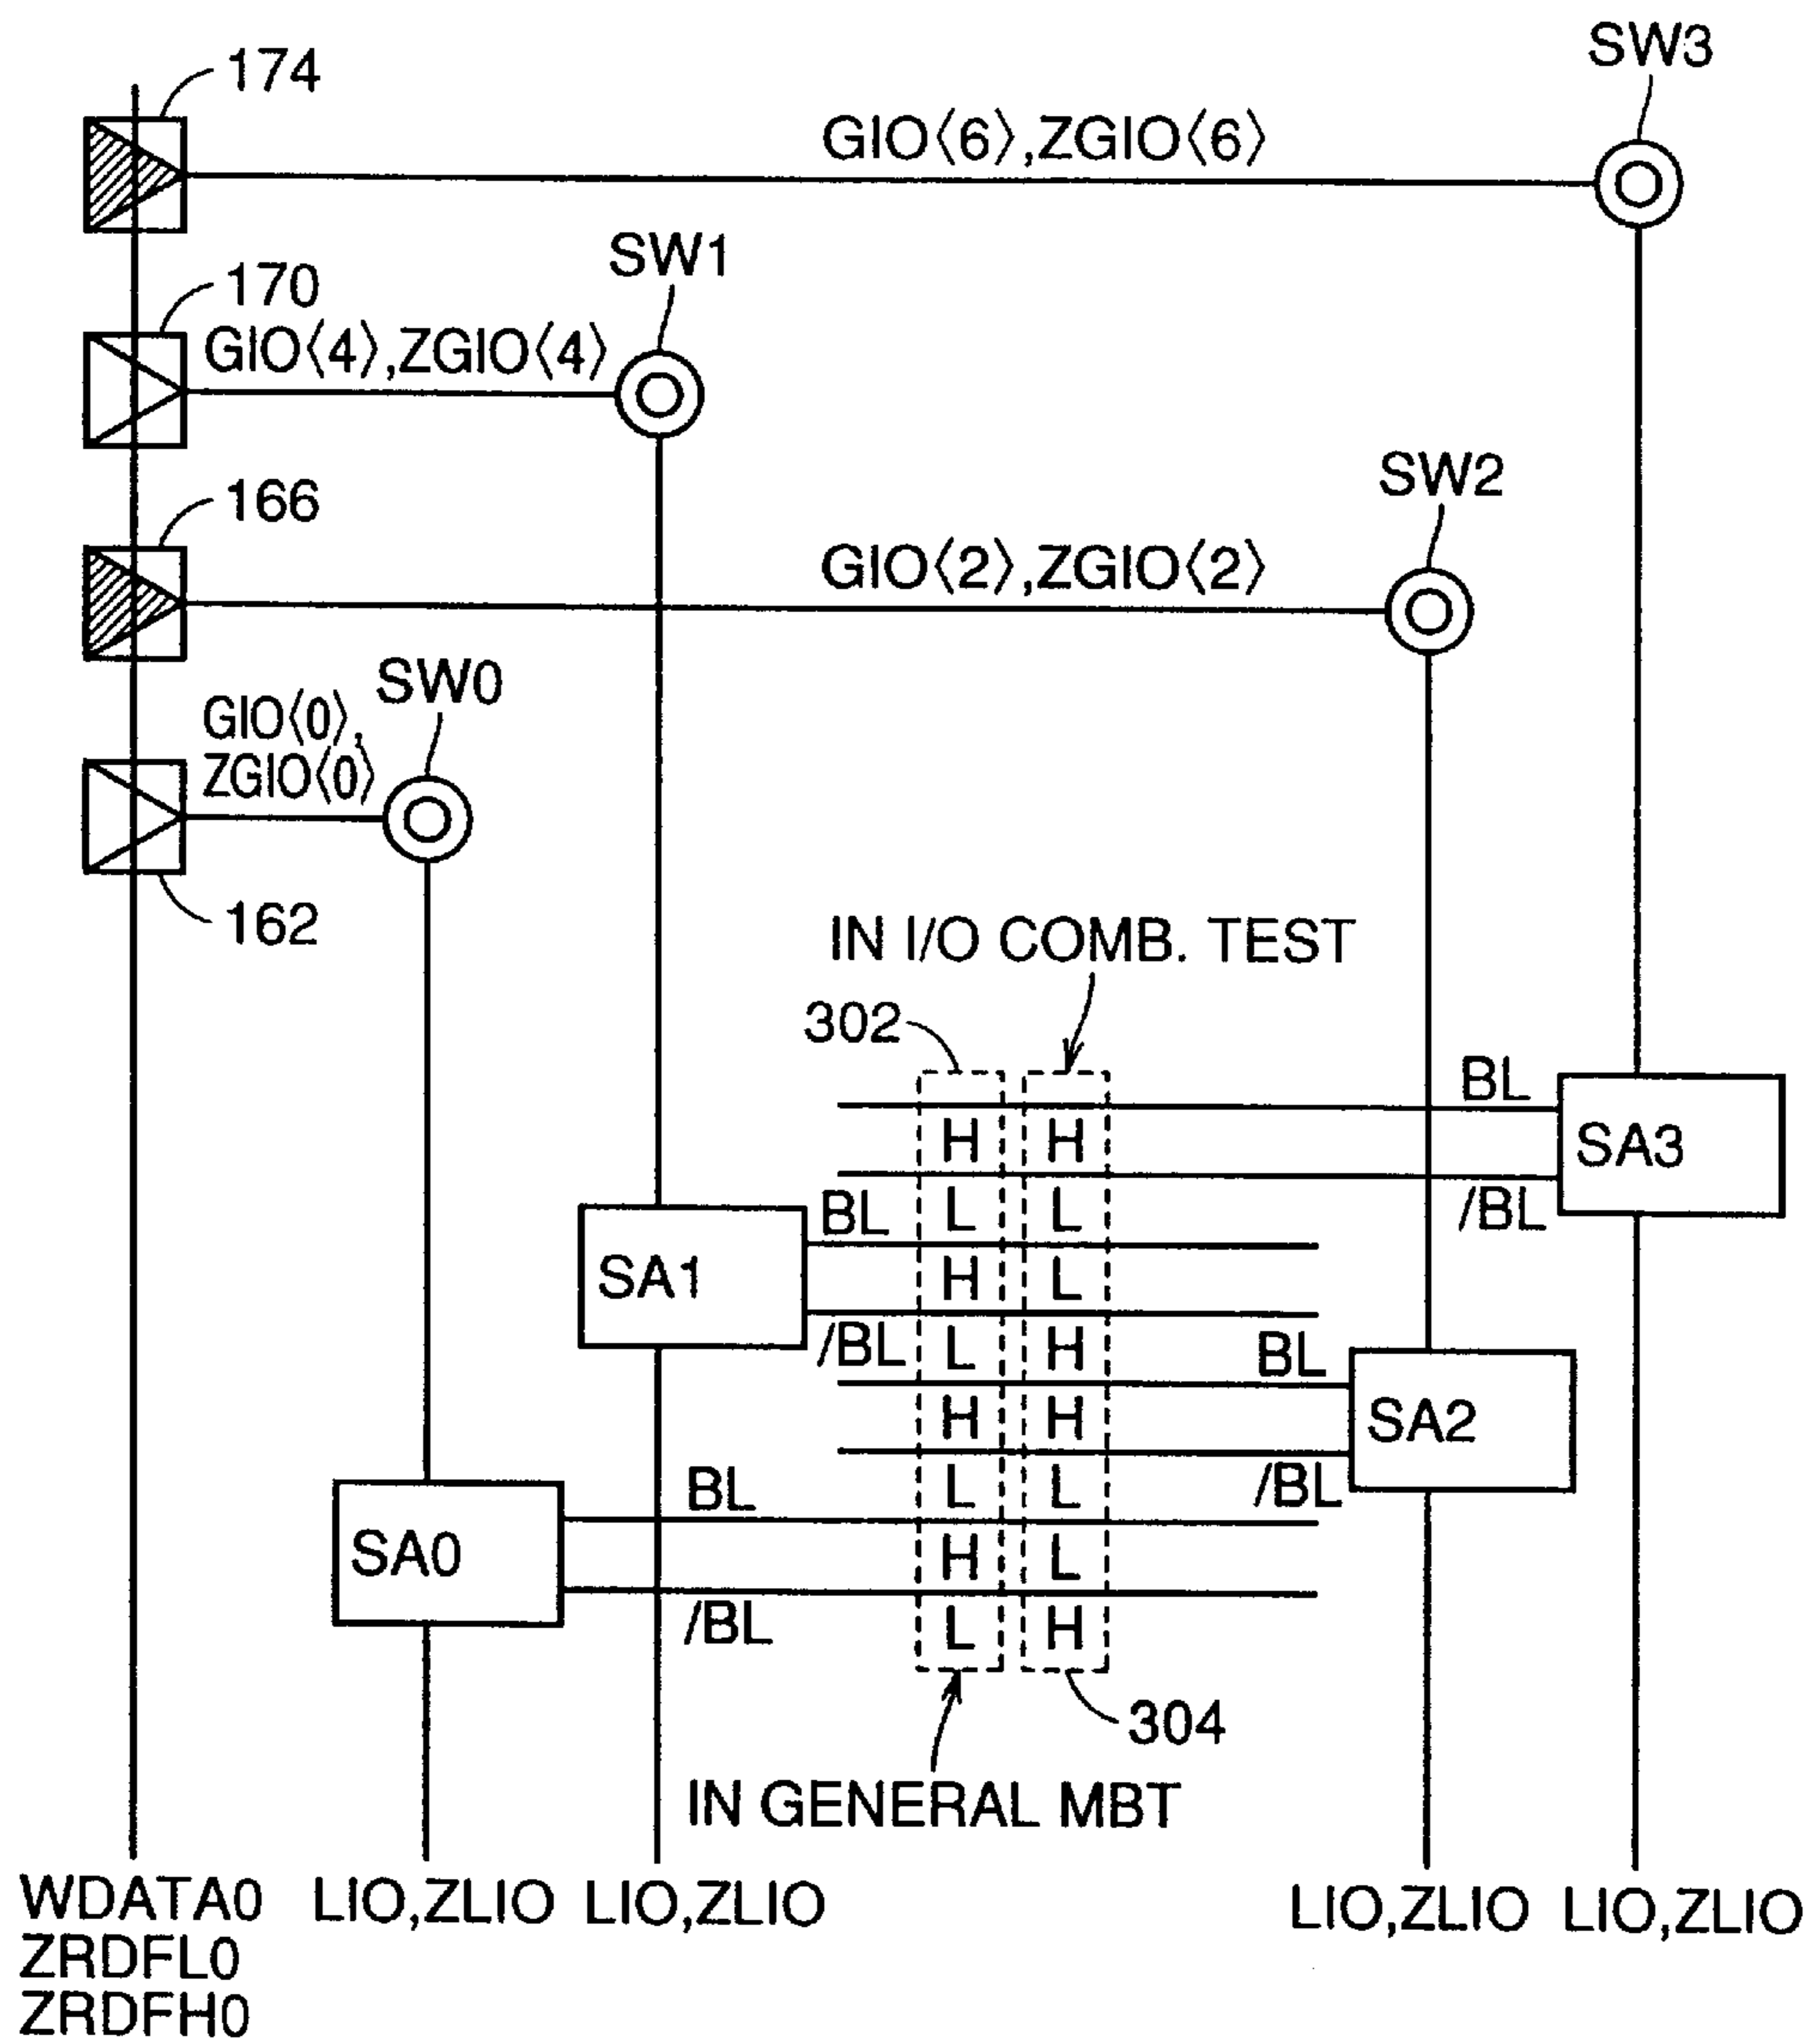 SW3
174
GIO⟨6⟩,ZGIO⟨6⟩
SW1
170
GIO⟨4⟩,ZGIO⟨4⟩
SW2
166
GIO⟨2⟩,ZGIO⟨2⟩
SW0
GIO⟨0⟩,
ZGIO⟨0⟩
162
IN I/O COMB. TEST
302
BL
H H
SA3
/BL
L L
BL
H L
SA1
/BL
L H
BL
H H
SA2
/BL
L L
BL
H L
SA0
/BL
L H
304
IN GENERAL MBT
WDATA0
ZRDFL0
ZRDFH0
LIO,ZLIO
LIO,ZLIO
LIO,ZLIO
LIO,ZLIO